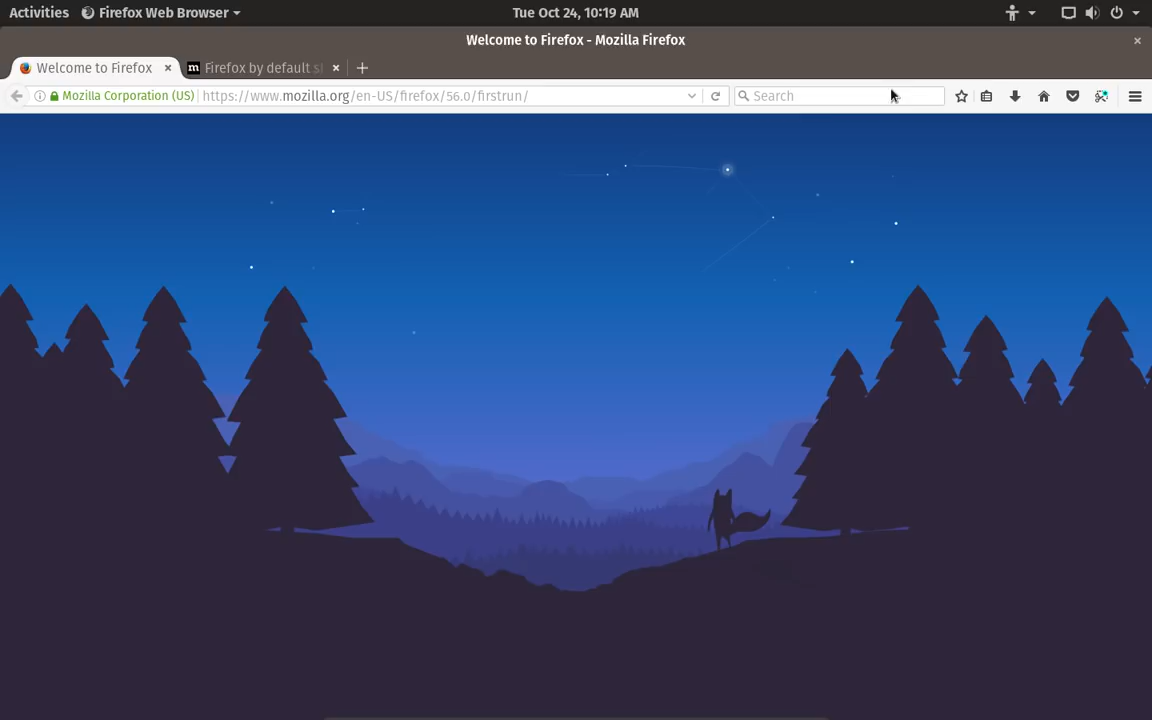 Activities Firefox Web Browser Tue Oct 24, 10:19 AM
Welcome to Firefox - Mozilla Firefox
Welcome to Firefox Firefox by default
Mozilla Corporation (US) https://www.mozilla.org/en-US/firefox/56.0/firstrun/ Search